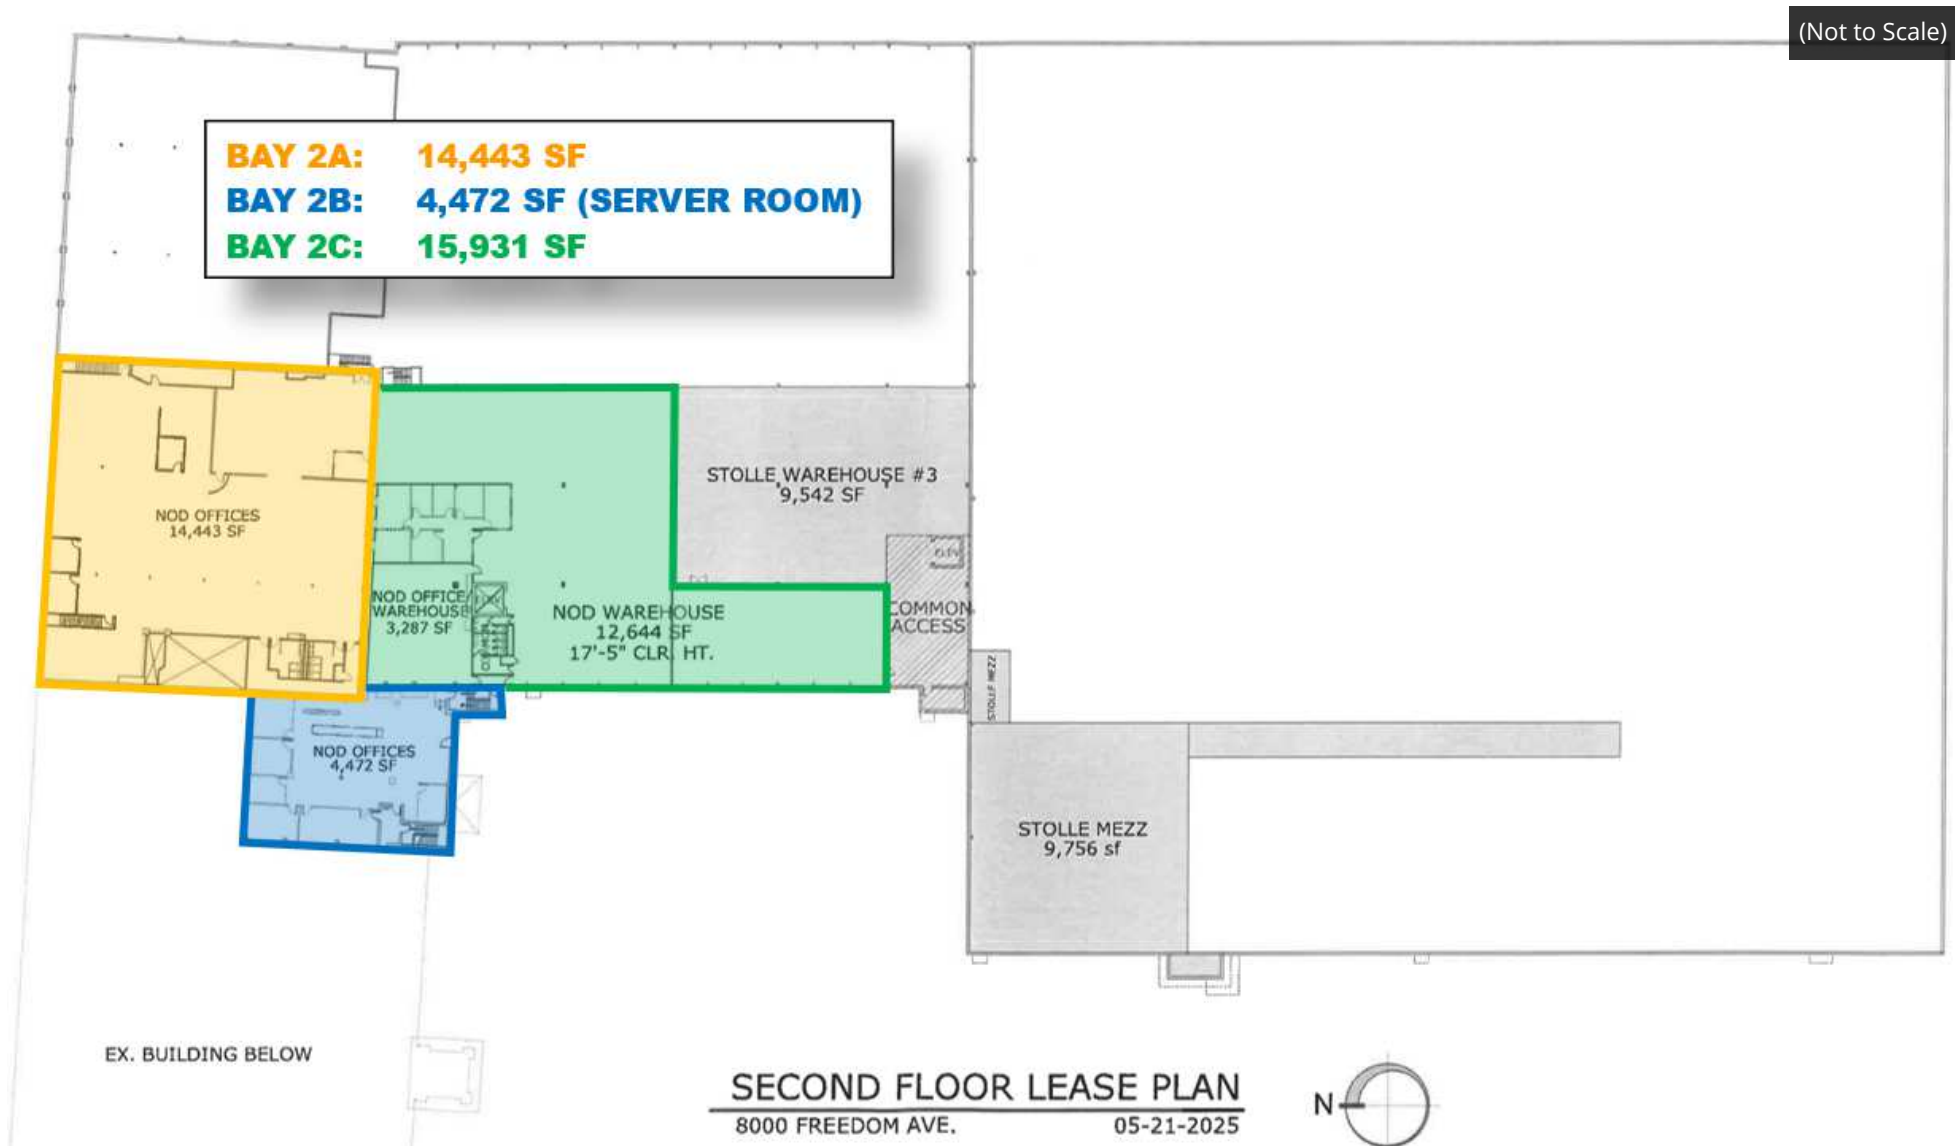 (Not to Scale)
BAY 2A: 14,443 SF
BAY 2B: 4,472 SF (SERVER ROOM)
BAY 2C: 15,931 SF
STOLLE WAREHOUSE #3
9,542 SF
NOD OFFICES
14,443 SF
ELEV
NOD OFFICE/
WAREHOUSE
3,287 SF
NOD WAREHOUSE
12,644 SF
17'-5" CLR. HT.
COMMON
ACCESS
STOLLE MEZZ
NOD OFFICES
4,472 SF
STOLLE MEZZ
9,756 sf
EX. BUILDING BELOW
SECOND FLOOR LEASE PLAN
8000 FREEDOM AVE. 05-21-2025
N